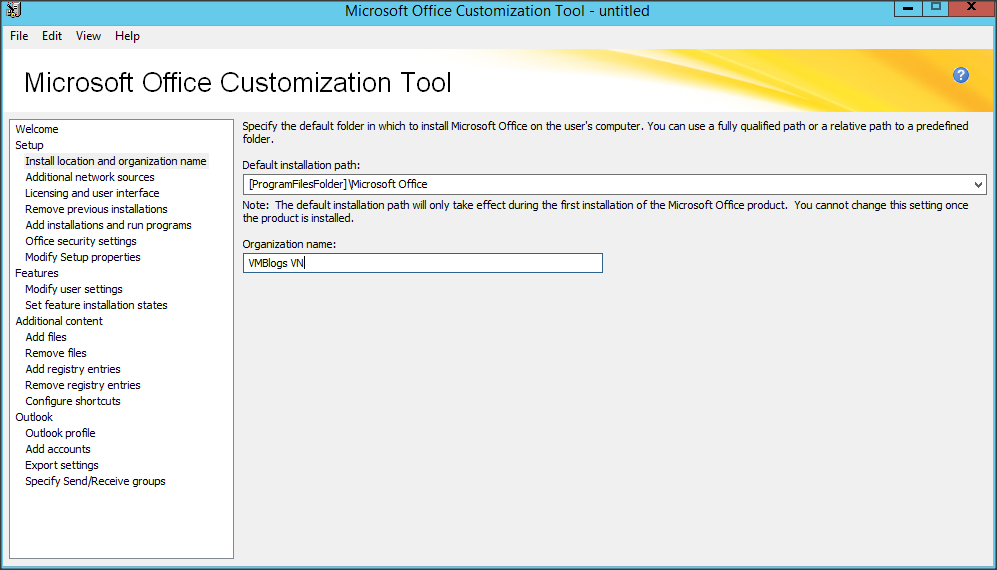 Microsoft Office Customization Tool - untitled
File Edit View Help
Microsoft Office Customization Tool
?
Welcome
Setup
Install location and organization name
Additional network sources
Licensing and user interface
Remove previous installations
Add installations and run programs
Office security settings
Modify Setup properties
Features
Modify user settings
Set feature installation states
Additional content
Add files
Remove files
Add registry entries
Remove registry entries
Configure shortcuts
Outlook
Outlook profile
Add accounts
Export settings
Specify Send/Receive groups
Specify the default folder in which to install Microsoft Office on the user's computer. You can use a fully qualified path or a relative path to a predefined
folder.
Default installation path:
[ProgramFilesFolder]\Microsoft Office
Note: The default installation path will only take effect during the first installation of the Microsoft Office product. You cannot change this setting once
the product is installed.
Organization name:
VMBlogs VN